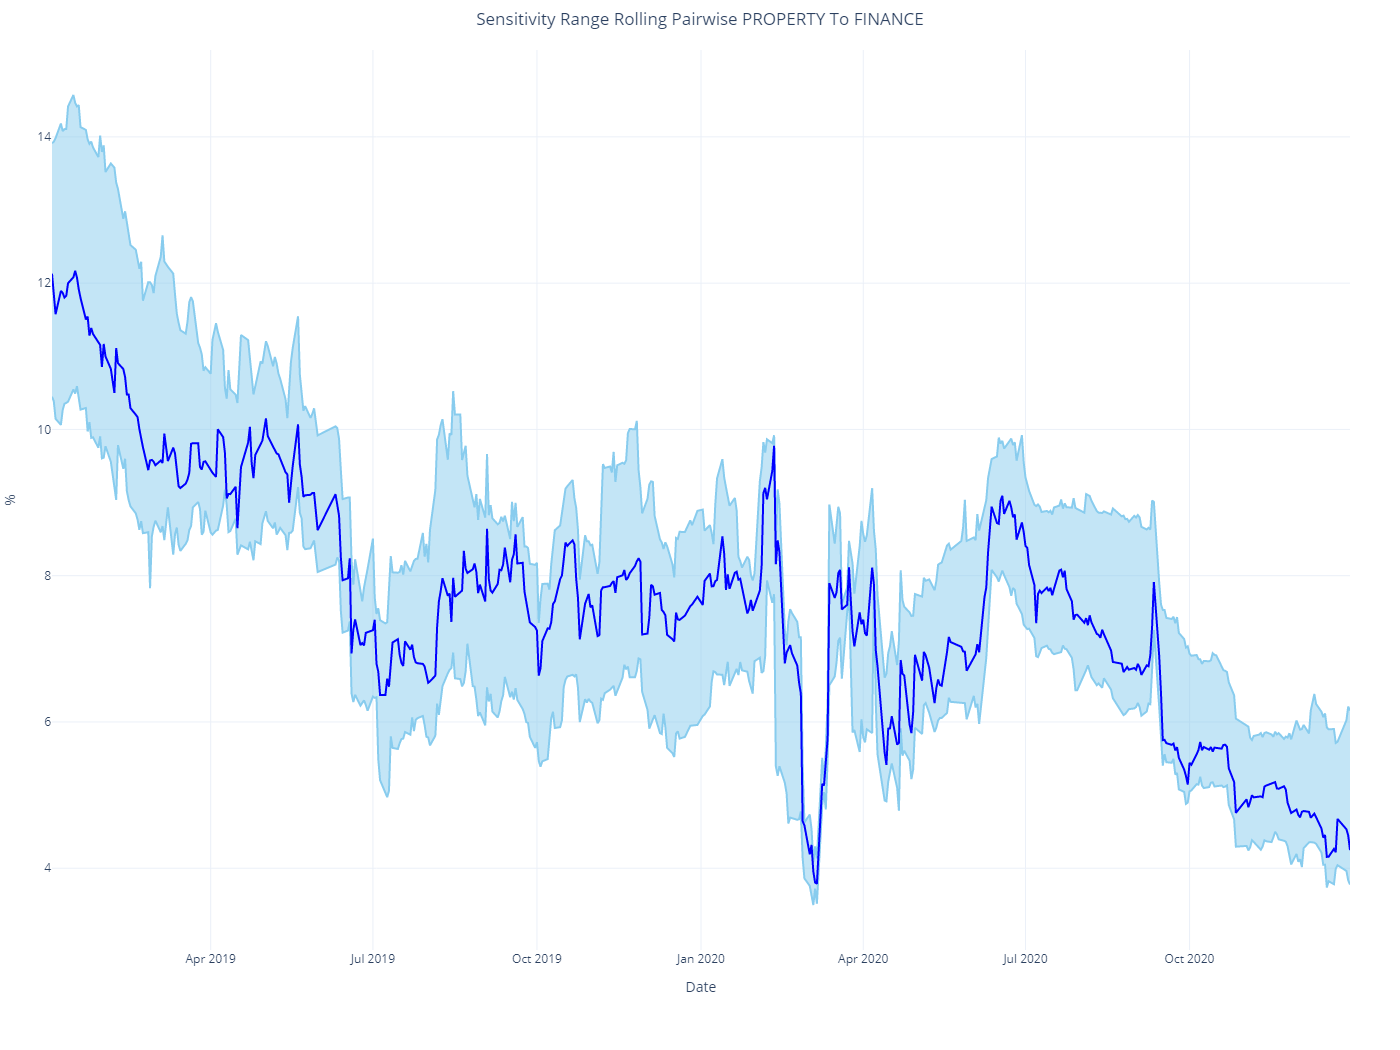 Sensitivity Range Rolling Pairwise PROPERTY To FINANCE
14
12
10
8
6
4
%
Apr 2019
Jul 2019
Oct 2019
Jan 2020
Apr 2020
Jul 2020
Oct 2020
Date